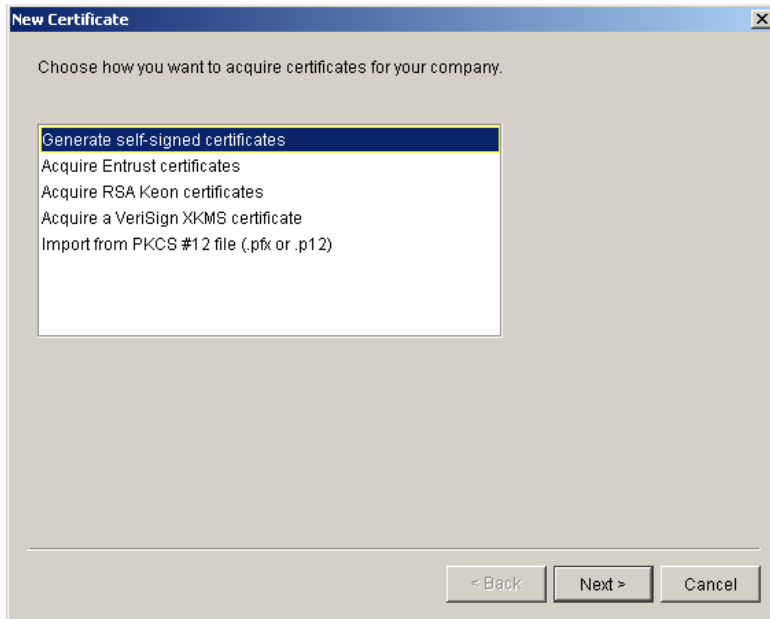 New Certificate
Choose how you want to acquire certificates for your company.
Generate self-signed certificates
Acquire Entrust certificates
Acquire RSA Keon certificates
Acquire a VeriSign XKMS certificate
Import from PKCS #12 file (.pfx or .p12)
< Back Next > Cancel